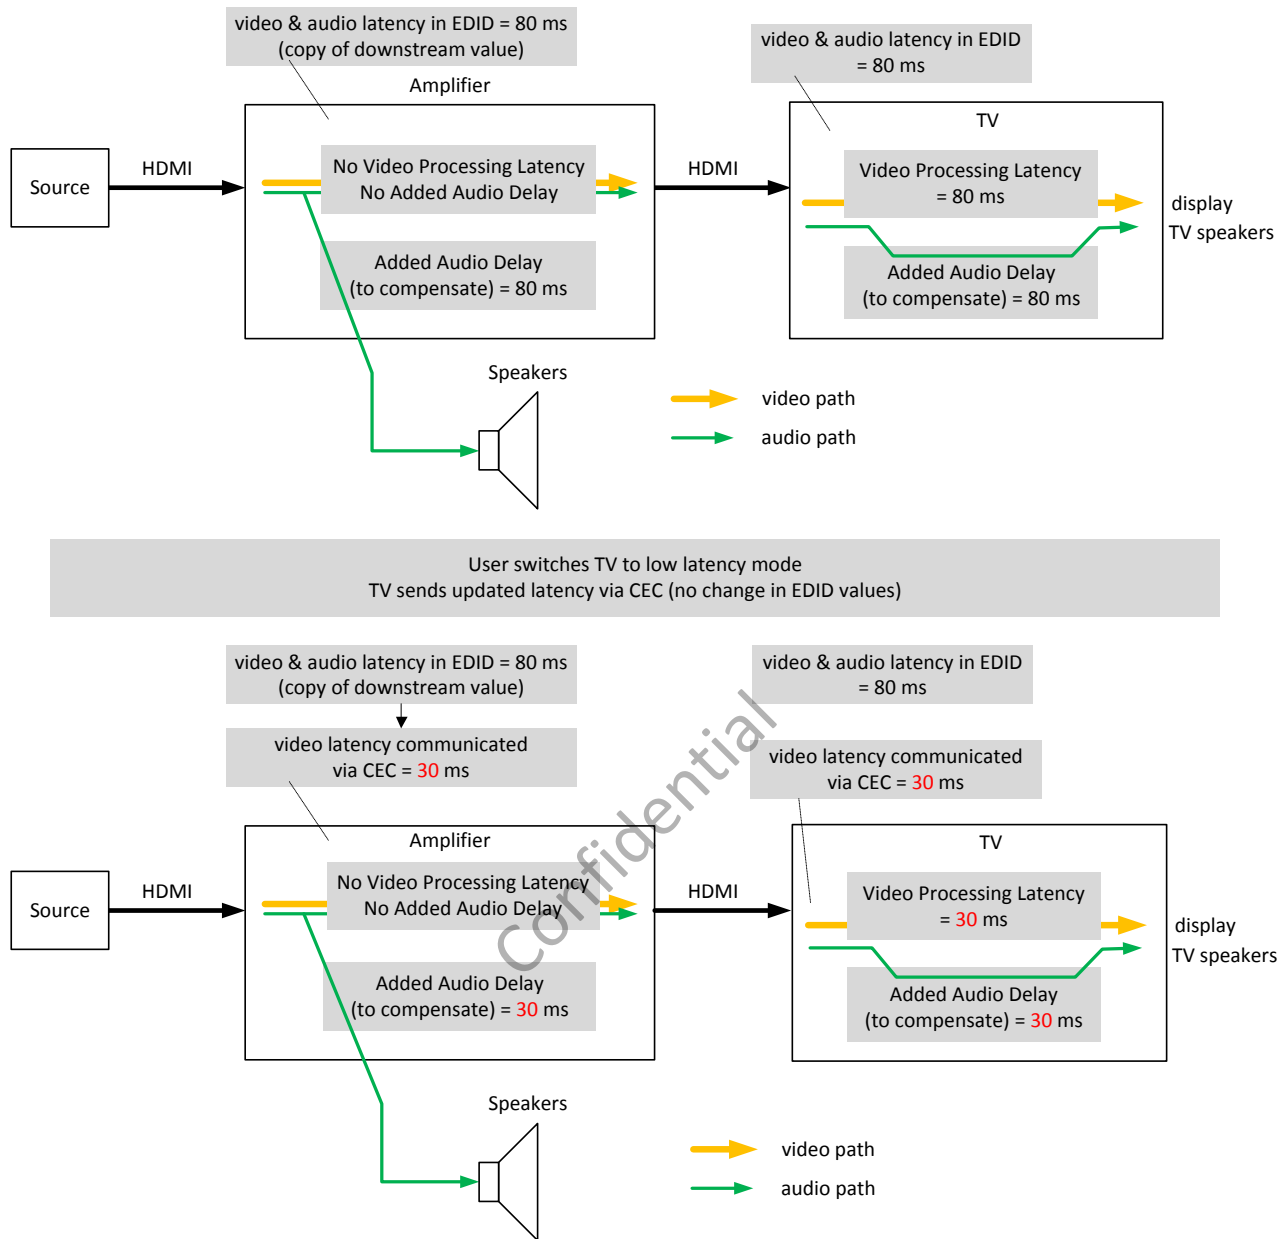 video & audio latency in EDID = 80 ms
(copy of downstream value)
video & audio latency in EDID
= 80 ms
Amplifier
TV
Source
HDMI
No Video Processing Latency
No Added Audio Delay
HDMI
Video Processing Latency
= 80 ms
display
TV speakers
Added Audio Delay
(to compensate) = 80 ms
Added Audio Delay
(to compensate) = 80 ms
Speakers
video path
audio path
User switches TV to low latency mode
TV sends updated latency via CEC (no change in EDID values)
video & audio latency in EDID = 80 ms
(copy of downstream value)
video & audio latency in EDID
= 80 ms
video latency communicated
via CEC = 30 ms
video latency communicated
via CEC = 30 ms
Confidential
Amplifier
TV
Source
HDMI
No Video Processing Latency
No Added Audio Delay
HDMI
Video Processing Latency
= 30 ms
display
TV speakers
Added Audio Delay
(to compensate) = 30 ms
Added Audio Delay
(to compensate) = 30 ms
Speakers
video path
audio path